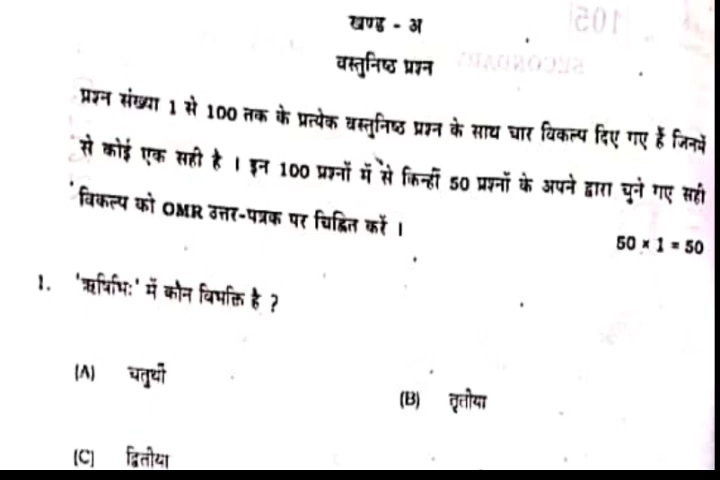 खण्ड - अ
वस्तुनिष्ठ प्रश्न
प्रश्न संख्या 1 से 100 तक के प्रत्येक वस्तुनिष्ठ प्रश्न के साथ चार विकल्प दिए गए हैं जिनमें
से कोई एक सही है । इन 100 प्रश्नों में से किन्हीं 50 प्रश्नों के अपने द्वारा चुने गए सही
विकल्प को OMR उत्तर-पत्रक पर चिह्नित करें ।
50 × 1 = 50
1. 'ऋषिभिः' में कौन विभक्ति है ?
(A) चतुर्थी
(B) तृतीया
(C) द्वितीया